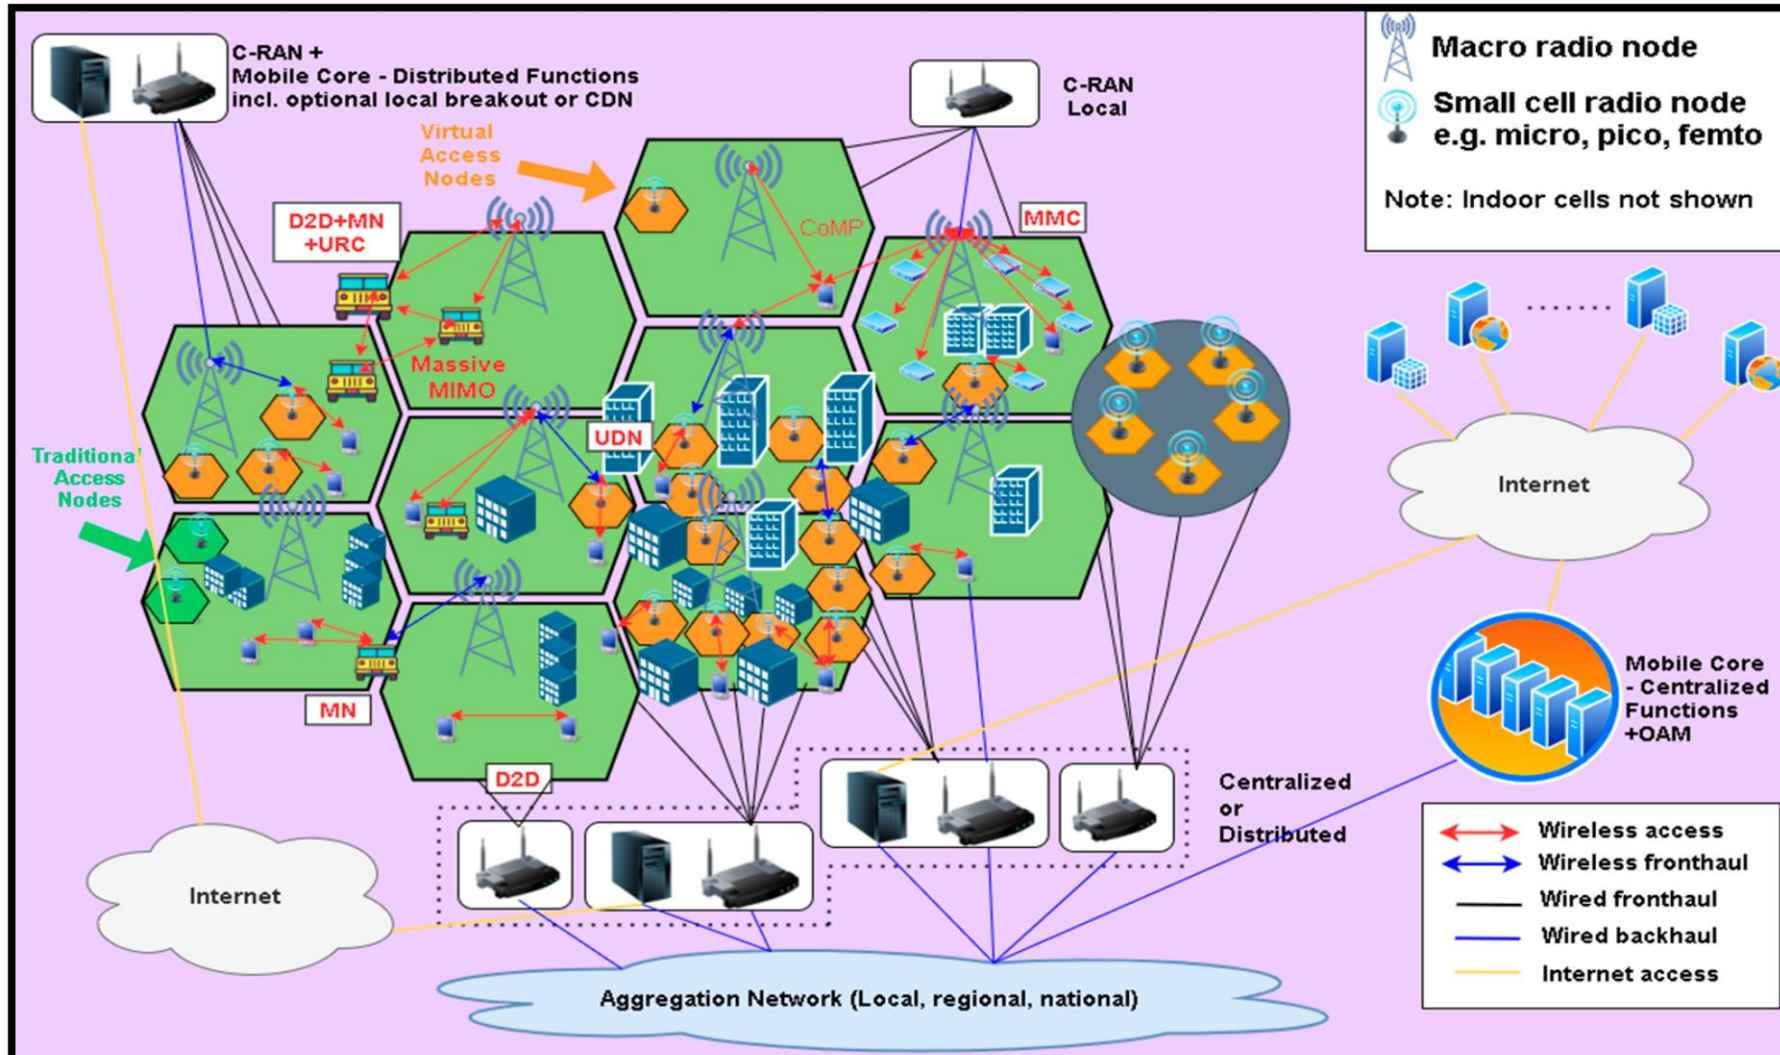 C-RAN +
Mobile Core - Distributed Functions
incl. optional local breakout or CDN
C-RAN
Local
Macro radio node
Small cell radio node
e.g. micro, pico, femto
Note: Indoor cells not shown
Virtual
Access
Nodes
D2D+MN
+URC
CoMP
MMC
Massive
MIMO
UDN
Traditional
Access
Nodes
Internet
MN
D2D
Mobile Core
- Centralized
Functions
+OAM
Centralized
or
Distributed
Internet
Wireless access
Wireless fronthaul
Wired fronthaul
Wired backhaul
Internet access
Aggregation Network (Local, regional, national)